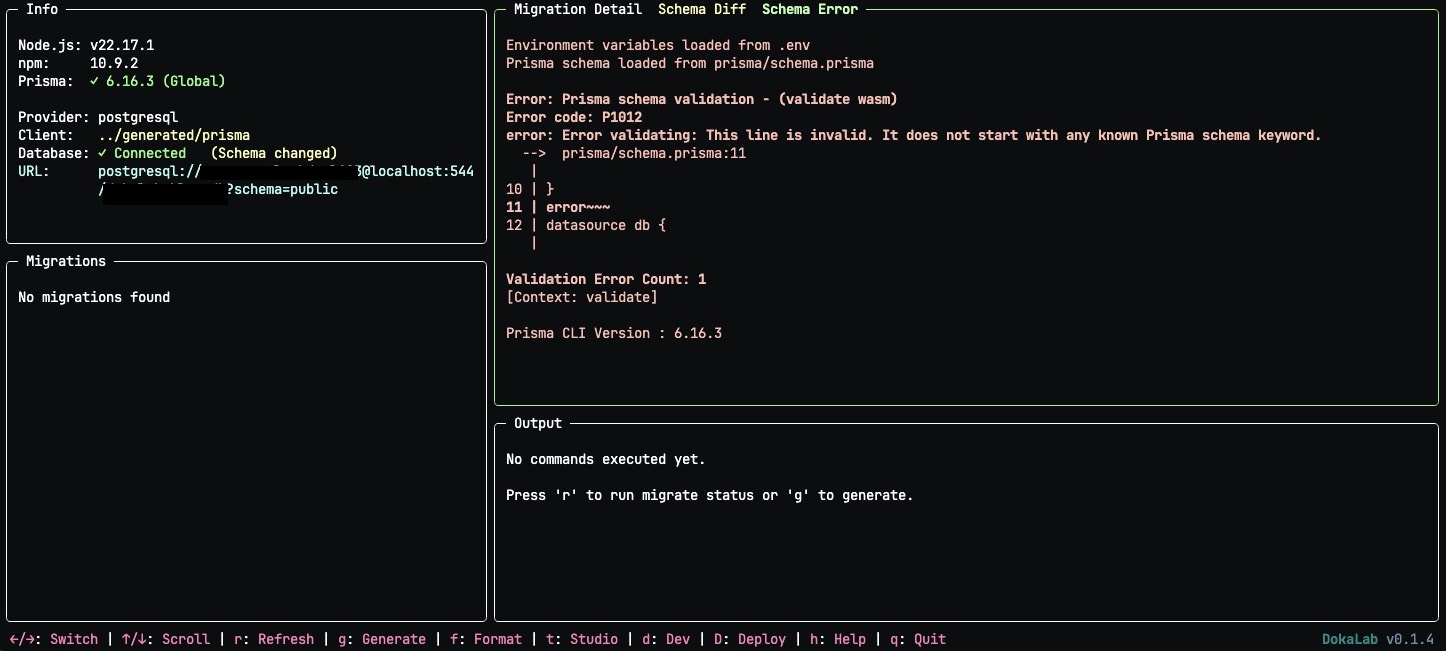 Info
Node.js: v22.17.1
npm: 10.9.2
Prisma: ✓ 6.16.3 (Global)
Provider: postgresql
Client: ../generated/prisma
Database: ✓ Connected (Schema changed)
URL: postgresql:// @localhost:544
/ ?schema=public
Migrations
No migrations found
Migration Detail Schema Diff Schema Error
Environment variables loaded from .env
Prisma schema loaded from prisma/schema.prisma
Error: Prisma schema validation - (validate wasm)
Error code: P1012
error: Error validating: This line is invalid. It does not start with any known Prisma schema keyword.
--> prisma/schema.prisma:11
|
10 | }
11 | error~~~
12 | datasource db {
|
Validation Error Count: 1
[Context: validate]
Prisma CLI Version : 6.16.3
Output
No commands executed yet.
Press 'r' to run migrate status or 'g' to generate.
←/→: Switch | ↑/↓: Scroll | r: Refresh | g: Generate | f: Format | t: Studio | d: Dev | D: Deploy | h: Help | q: Quit
DokaLab v0.1.4